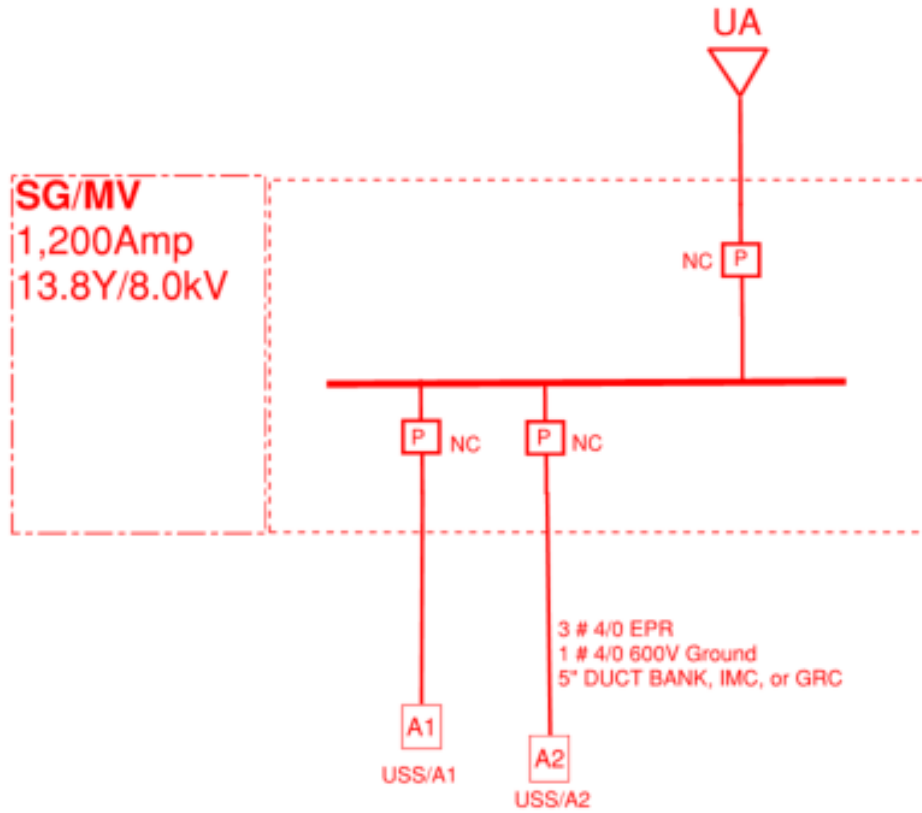 UA
SG/MV
1,200Amp
13.8Y/8.0kV
NC P
P NC
P NC
3 # 4/0 EPR
1 # 4/0 600V Ground
5" DUCT BANK, IMC, or GRC
A1
USS/A1
A2
USS/A2